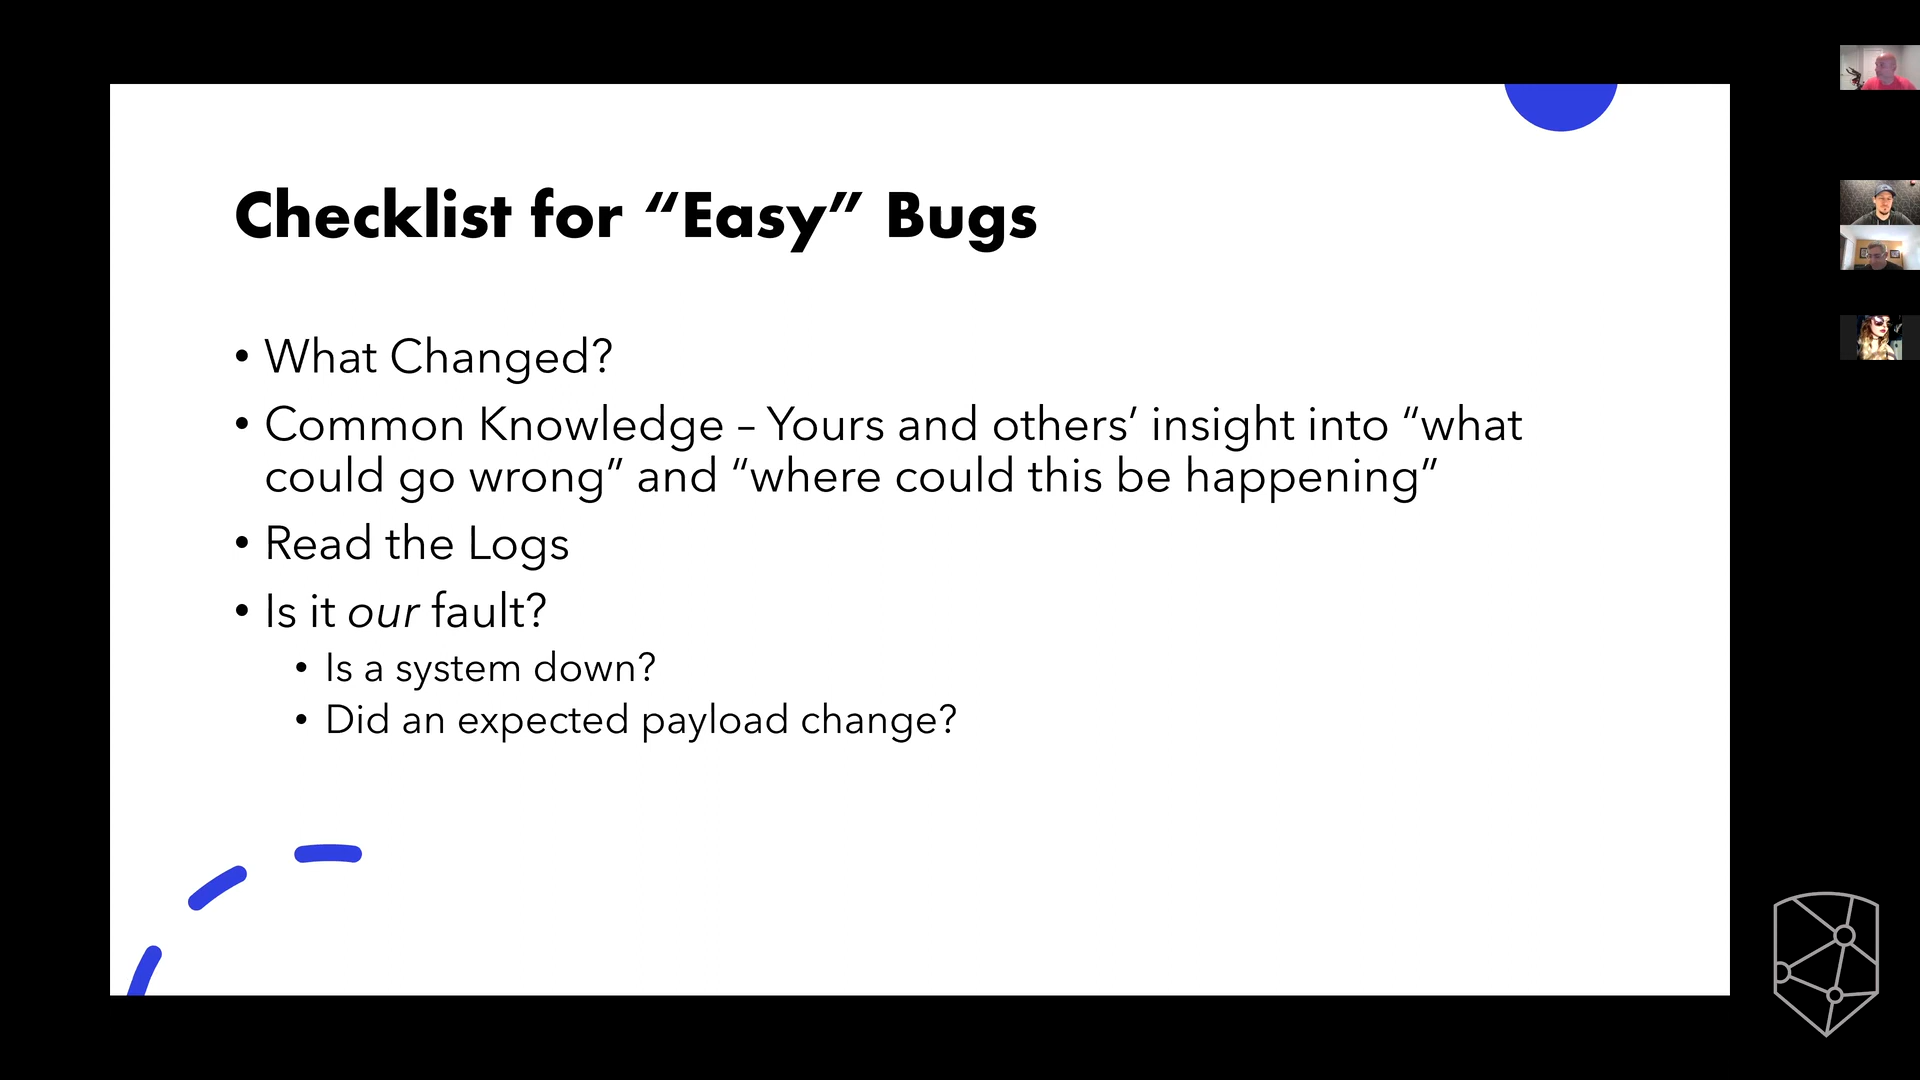 Checklist for “Easy” Bugs
• What Changed?
• Common Knowledge – Yours and others’ insight into “what
could go wrong” and “where could this be happening”
• Read the Logs
• Is it our fault?
• Is a system down?
• Did an expected payload change?